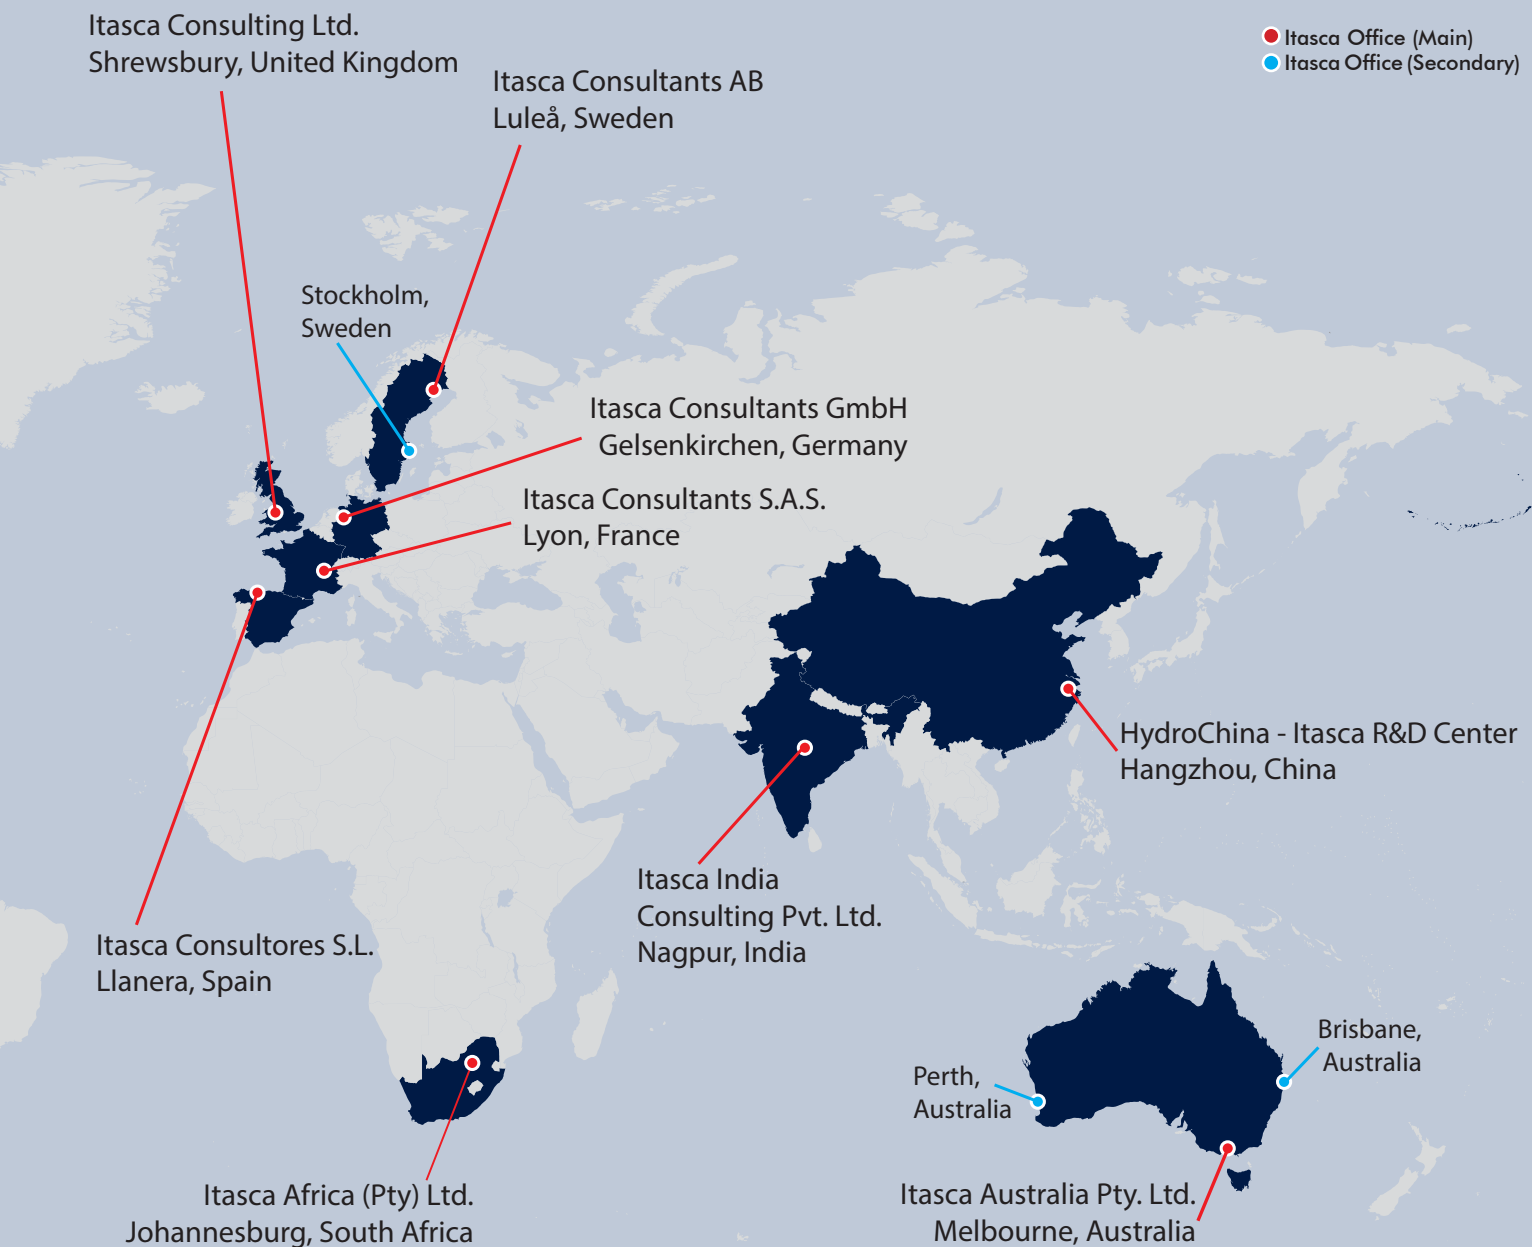 Itasca Consulting Ltd.
Shrewsbury, United Kingdom
Itasca Office (Main)
Itasca Office (Secondary)
Itasca Consultants AB
Luleå, Sweden
Stockholm,
Sweden
Itasca Consultants GmbH
Gelsenkirchen, Germany
Itasca Consultants S.A.S.
Lyon, France
HydroChina - Itasca R&D Center
Hangzhou, China
Itasca India
Consulting Pvt. Ltd.
Nagpur, India
Itasca Consultores S.L.
Llanera, Spain
Brisbane,
Australia
Perth,
Australia
Itasca Africa (Pty) Ltd.
Johannesburg, South Africa
Itasca Australia Pty. Ltd.
Melbourne, Australia